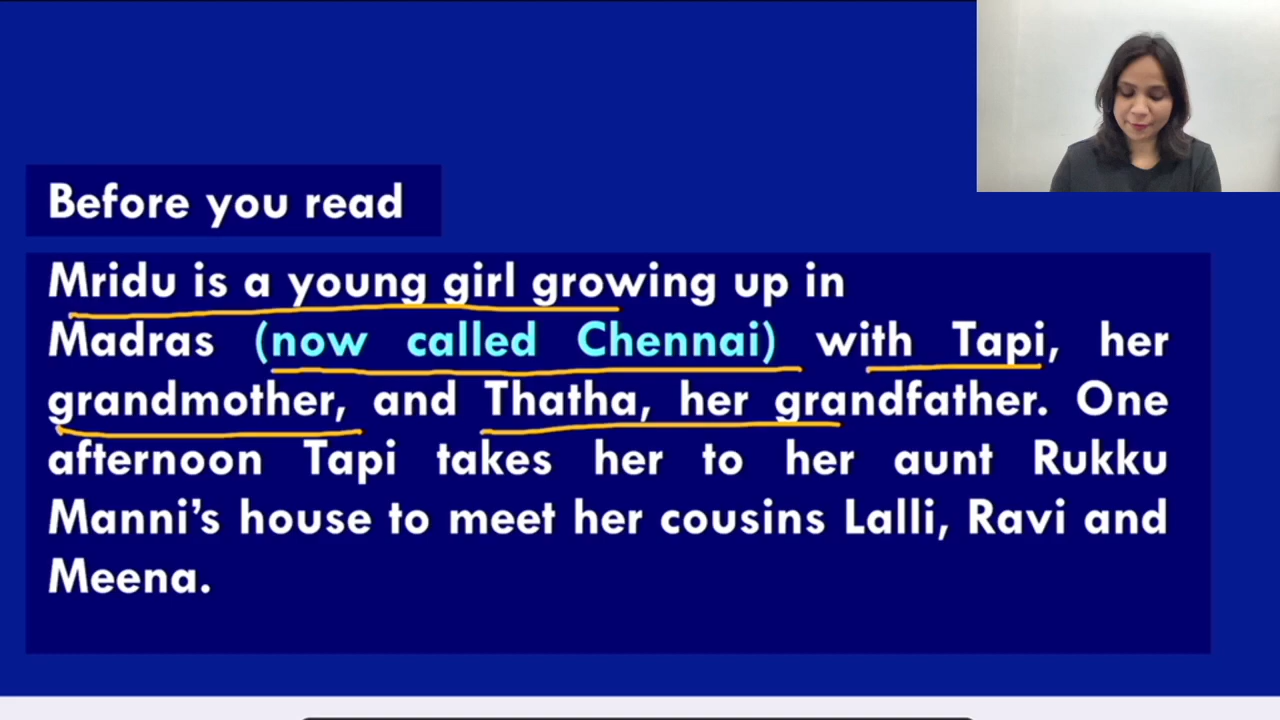 Before you read
Mridu is a young girl growing up in
Madras (now called Chennai) with Tapi, her
grandmother, and Thatha, her grandfather. One
afternoon Tapi takes her to her aunt Rukku
Manni’s house to meet her cousins Lalli, Ravi and
Meena.